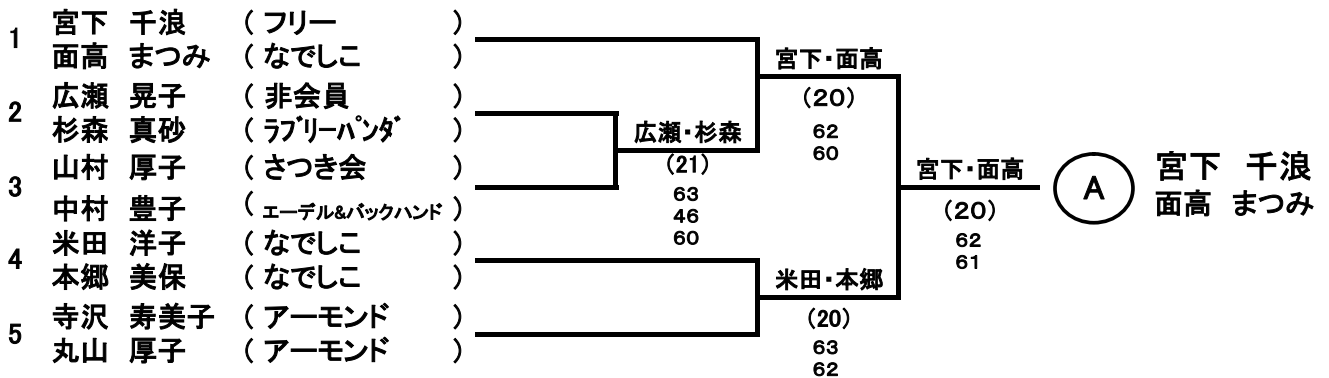 1
宮下 千浪 ( フリー )
面高 まつみ ( なでしこ )
2
広瀬 晃子 ( 非会員 )
杉森 真砂 ( ラブリーパンダ )
3
山村 厚子 ( さつき会 )
中村 豊子 ( エーデル&バックハンド )
4
米田 洋子 ( なでしこ )
本郷 美保 ( なでしこ )
5
寺沢 寿美子 ( アーモンド )
丸山 厚子 ( アーモンド )
広瀬・杉森
(21)
63
46
60
宮下・面高
(20)
62
60
米田・本郷
(20)
63
62
宮下・面高
(20)
62
61
A
宮下 千浪
面高 まつみ